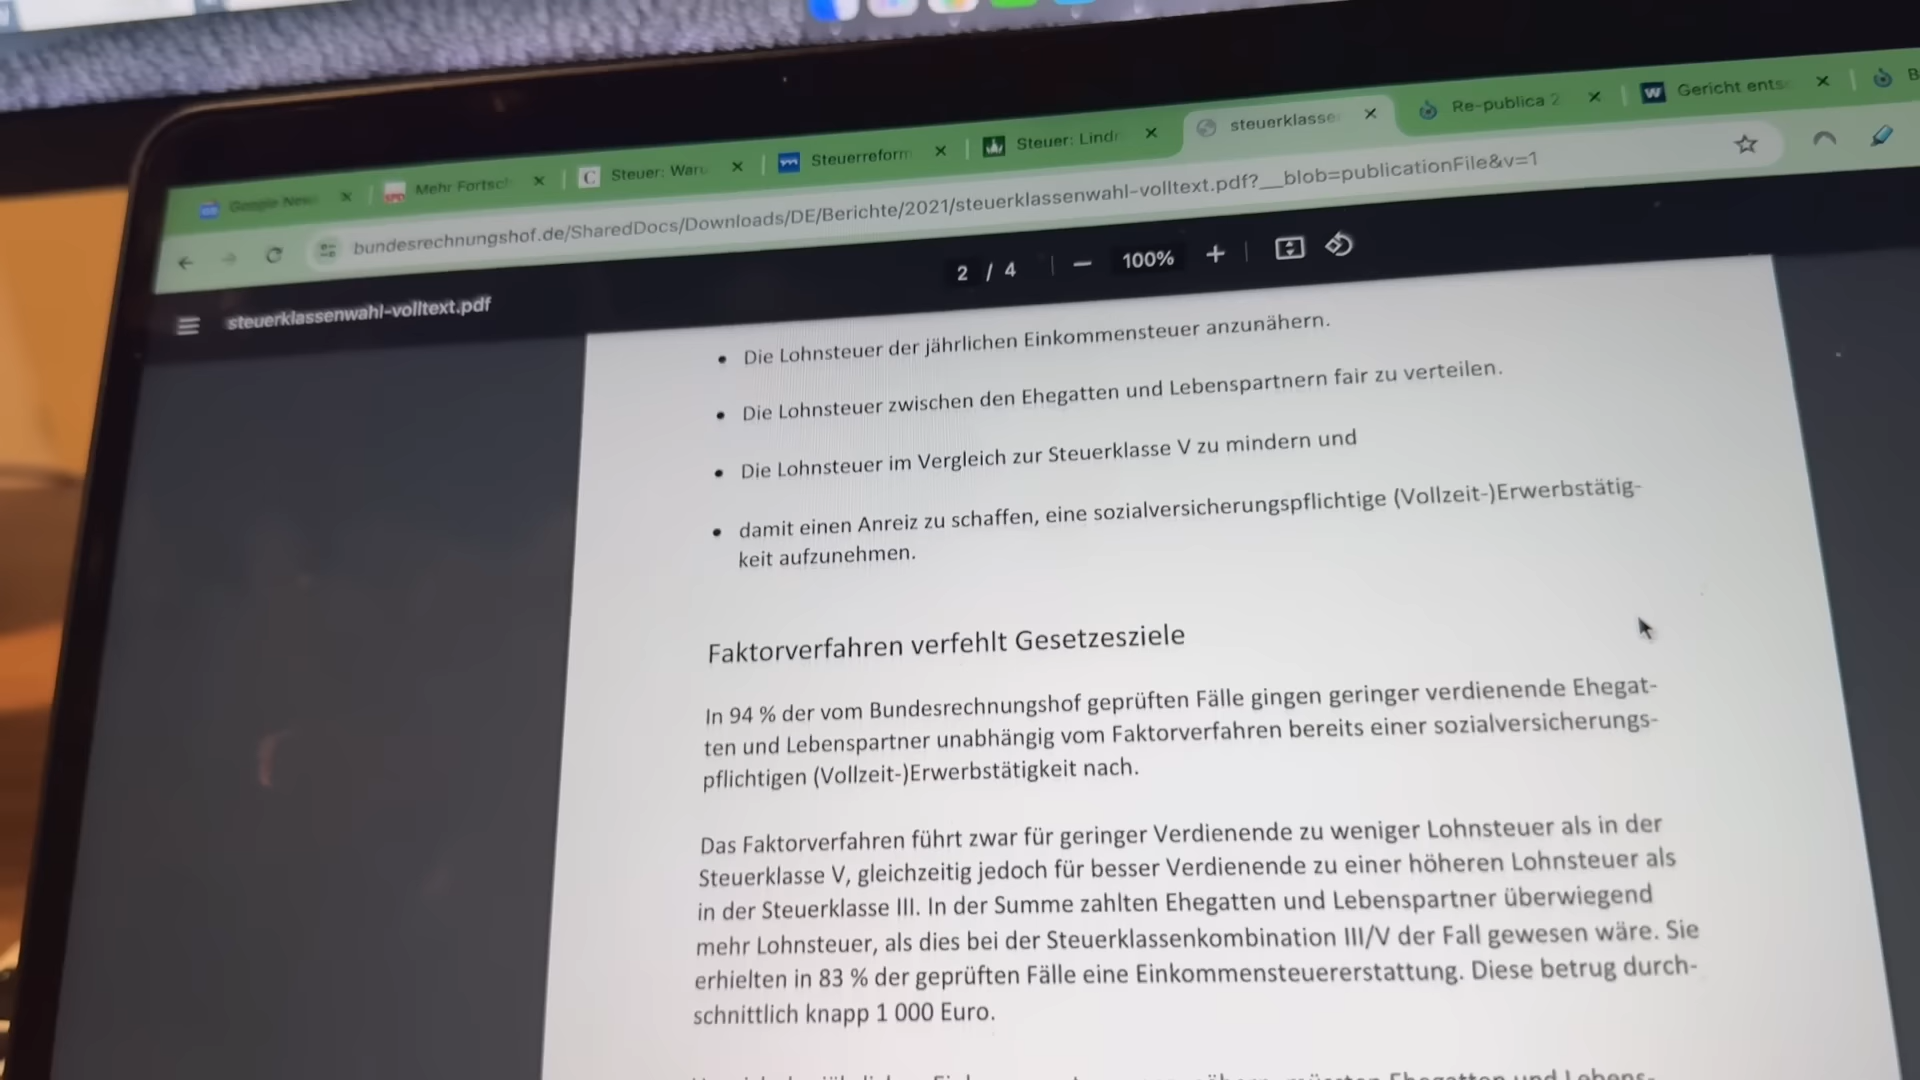 Google New
Mehr Fortsch
Steuer: Waru
Steuerreform
Steuer: Lindn
steuerklasse
Re-publica 2
Gericht ents
B
bundesrechnungshof.de/SharedDocs/Downloads/DE/Berichte/2021/steuerklassenwahl-volltext.pdf?__blob=publicationFile&v=1
steuerklassenwahl-volltext.pdf
2 / 4
100%
• Die Lohnsteuer der jährlichen Einkommensteuer anzunähern.
• Die Lohnsteuer zwischen den Ehegatten und Lebenspartnern fair zu verteilen.
• Die Lohnsteuer im Vergleich zur Steuerklasse V zu mindern und
• damit einen Anreiz zu schaffen, eine sozialversicherungspflichtige (Vollzeit-)Erwerbstätig-
keit aufzunehmen.
Faktorverfahren verfehlt Gesetzesziele
In 94 % der vom Bundesrechnungshof geprüften Fälle gingen geringer verdienende Ehegat-
ten und Lebenspartner unabhängig vom Faktorverfahren bereits einer sozialversicherungs-
pflichtigen (Vollzeit-)Erwerbstätigkeit nach.
Das Faktorverfahren führt zwar für geringer Verdienende zu weniger Lohnsteuer als in der
Steuerklasse V, gleichzeitig jedoch für besser Verdienende zu einer höheren Lohnsteuer als
in der Steuerklasse III. In der Summe zahlten Ehegatten und Lebenspartner überwiegend
mehr Lohnsteuer, als dies bei der Steuerklassenkombination III/V der Fall gewesen wäre. Sie
erhielten in 83 % der geprüften Fälle eine Einkommensteuererstattung. Diese betrug durch-
schnittlich knapp 1 000 Euro.